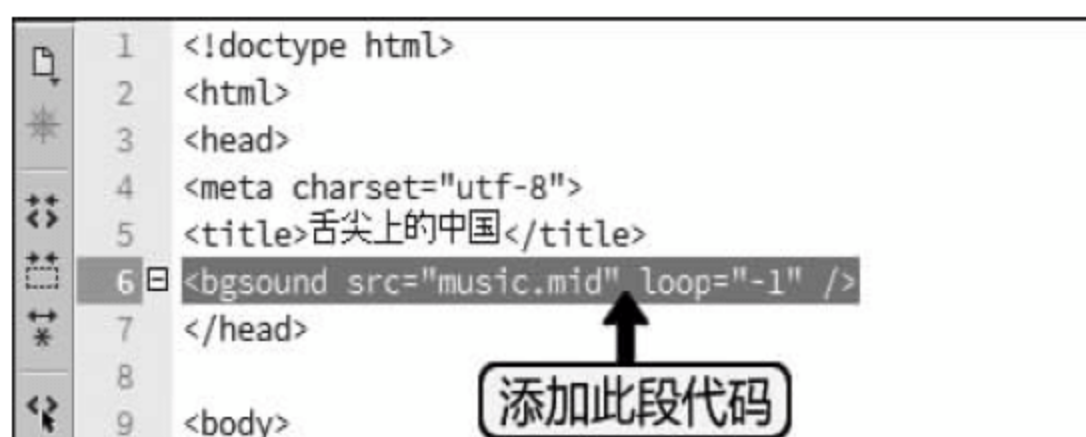 1 <!doctype html>
2 <html>
3 <head>
4 <meta charset="utf-8">
5 <title>舌尖上的中国</title>
6 <bgsound src="music.mid" loop="-1" />
7 </head>
8
添加此段代码
9 <body>